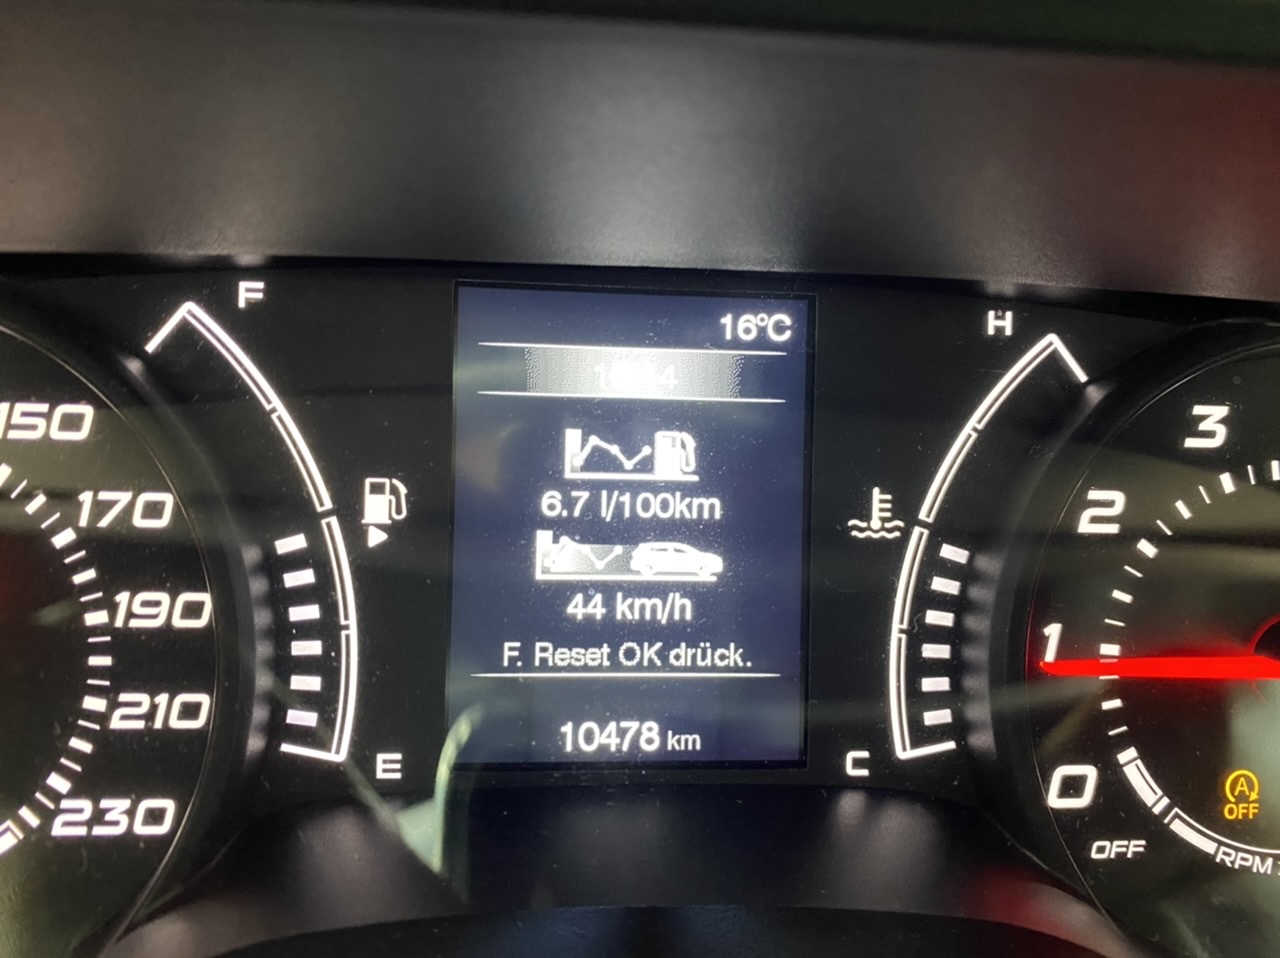 F
16°C
H
150
3
170
6.7 l/100km
2
190
44 km/h
1
F. Reset OK drück.
210
10478 km
E
C
0
A
OFF
230
OFF
RPM